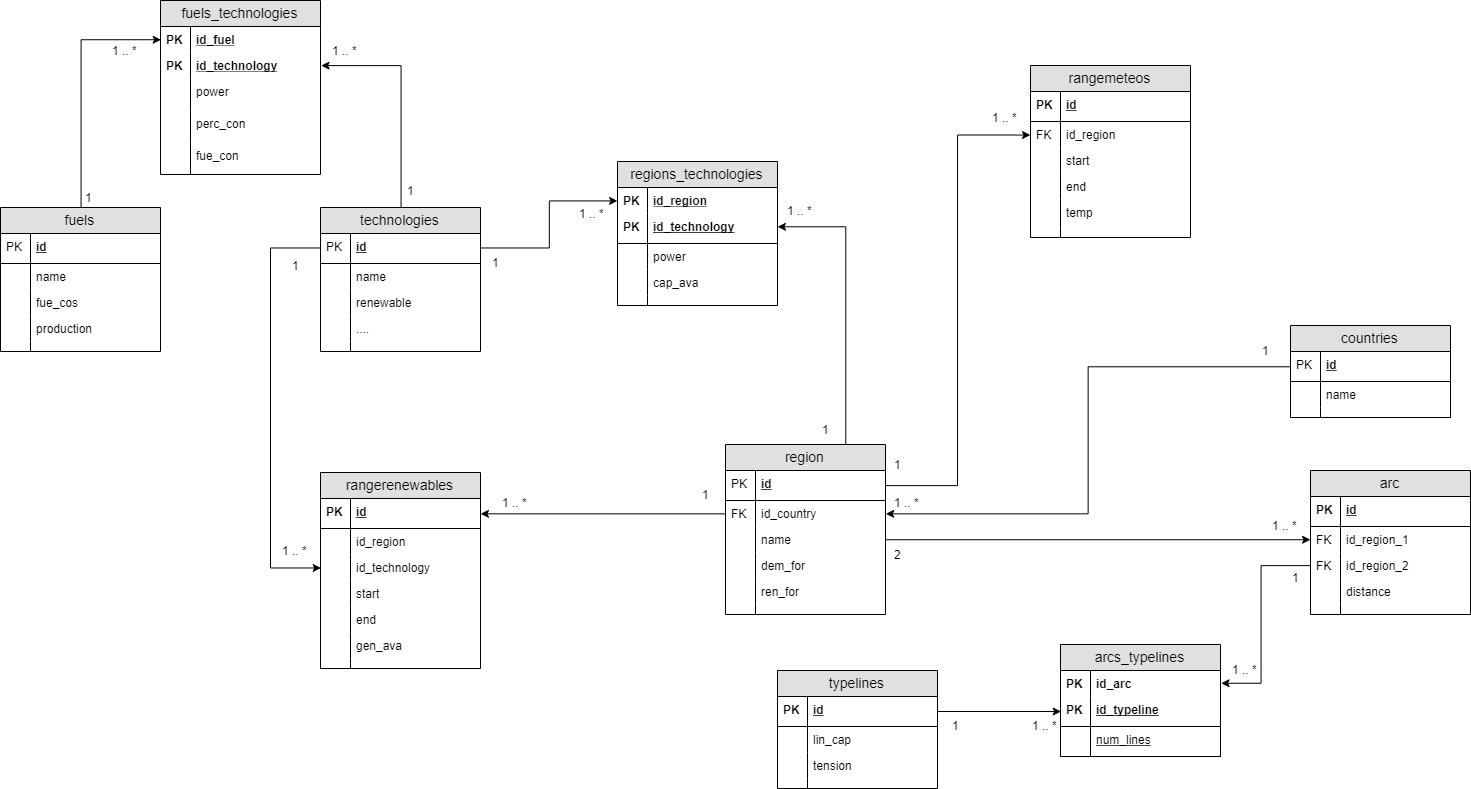 fuels_technologies
PK id_fuel
PK id_technology
power
perc_con
fue_con
1 .. *
1 .. *
1
1
fuels
PK id
name
fue_cos
production
technologies
PK id
name
renewable
....
1
1
1 .. *
regions_technologies
PK id_region
PK id_technology
power
cap_ava
1 .. *
1
rangemeteos
PK id
FK id_region
start
end
temp
1 .. *
1
countries
PK id
name
1
1 .. *
rangerenewables
PK id
id_region
id_technology
start
end
gen_ava
1 .. *
1 .. *
1
region
PK id
FK id_country
name
dem_for
ren_for
2
1 .. *
arc
PK id
FK id_region_1
FK id_region_2
distance
1
1 .. *
arcs_typelines
PK id_arc
PK id_typeline
num_lines
typelines
PK id
lin_cap
tension
1
1 .. *